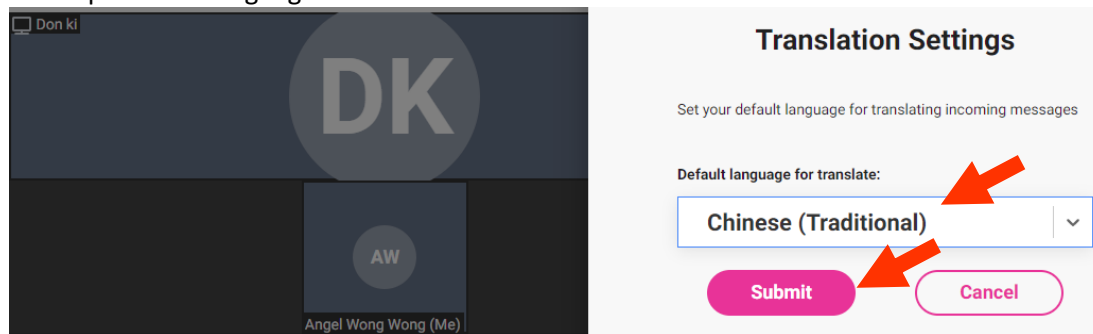 Don ki
DK
AW
Angel Wong Wong (Me)
Translation Settings
Set your default language for translating incoming messages
Default language for translate:
Chinese (Traditional)
Submit
Cancel